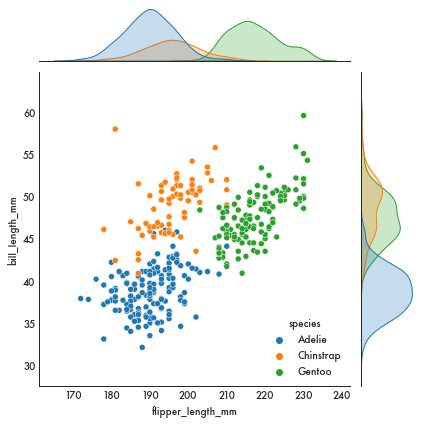 60
55
50
45
40
35
30
bill_length_mm
species
Adelie
Chinstrap
Gentoo
170 180 190 200 210 220 230 240
flipper_length_mm